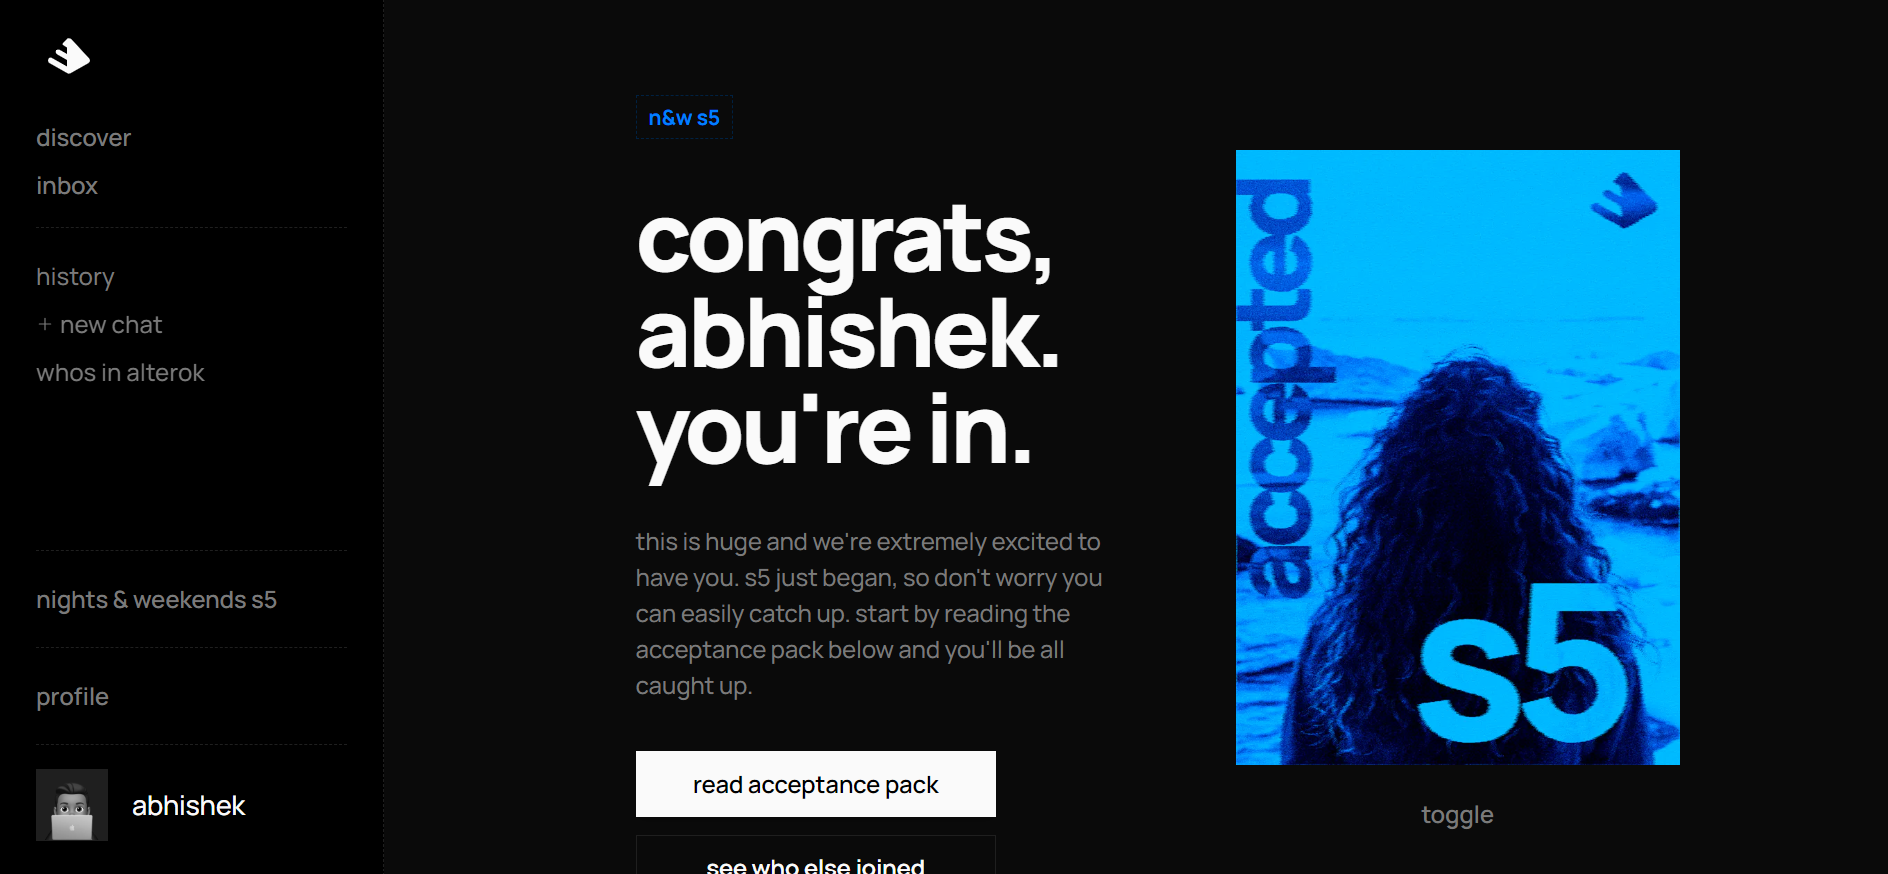 discover
inbox
history
+ new chat
whos in alterok
nights & weekends s5
profile
abhishek
n&w s5
congrats,
abhishek.
you're in.
this is huge and we're extremely excited to
have you. s5 just began, so don't worry you
can easily catch up. start by reading the
acceptance pack below and you'll be all
caught up.
read acceptance pack
see who else joined
accepted
s5
toggle